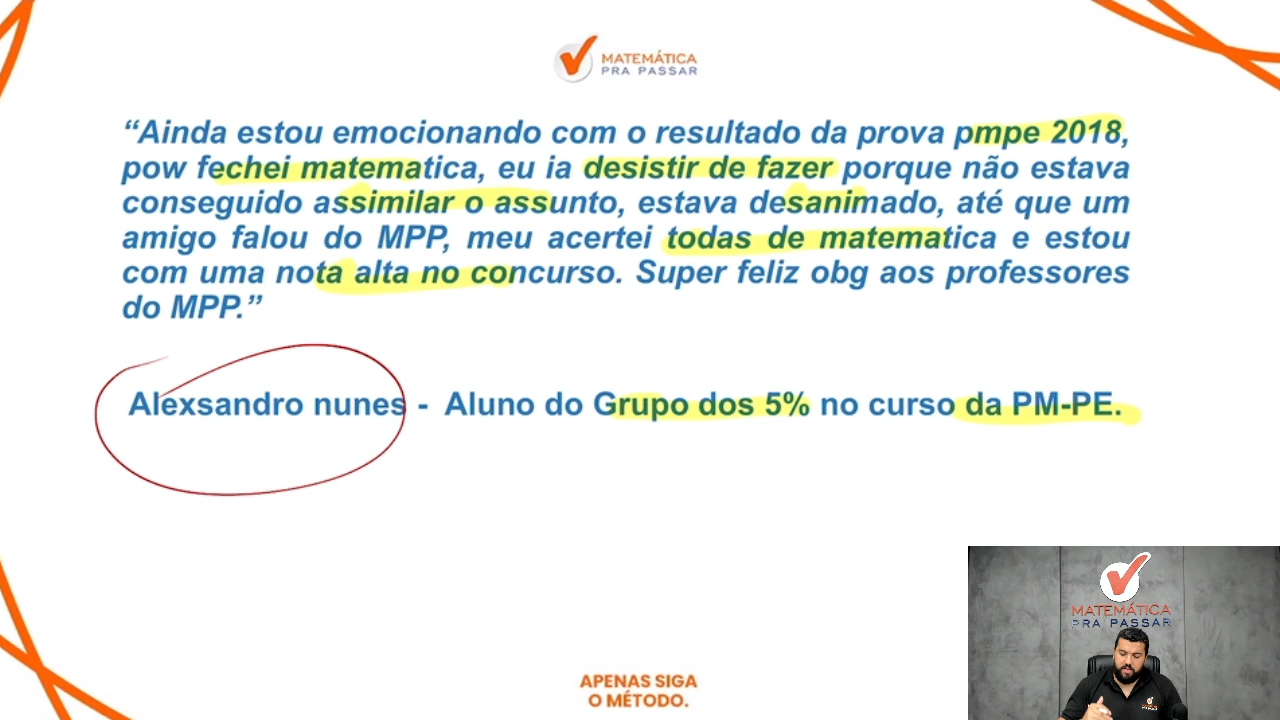 MATEMÁTICA
PRA PASSAR
“Ainda estou emocionando com o resultado da prova pmpe 2018,
pow fechei matematica, eu ia desistir de fazer porque não estava
conseguido assimilar o assunto, estava desanimado, até que um
amigo falou do MPP, meu acertei todas de matematica e estou
com uma nota alta no concurso. Super feliz obg aos professores
do MPP.”
Alexsandro nunes - Aluno do Grupo dos 5% no curso da PM-PE.
MATEMÁTICA
PRA PASSAR
APENAS SIGA
O MÉTODO.